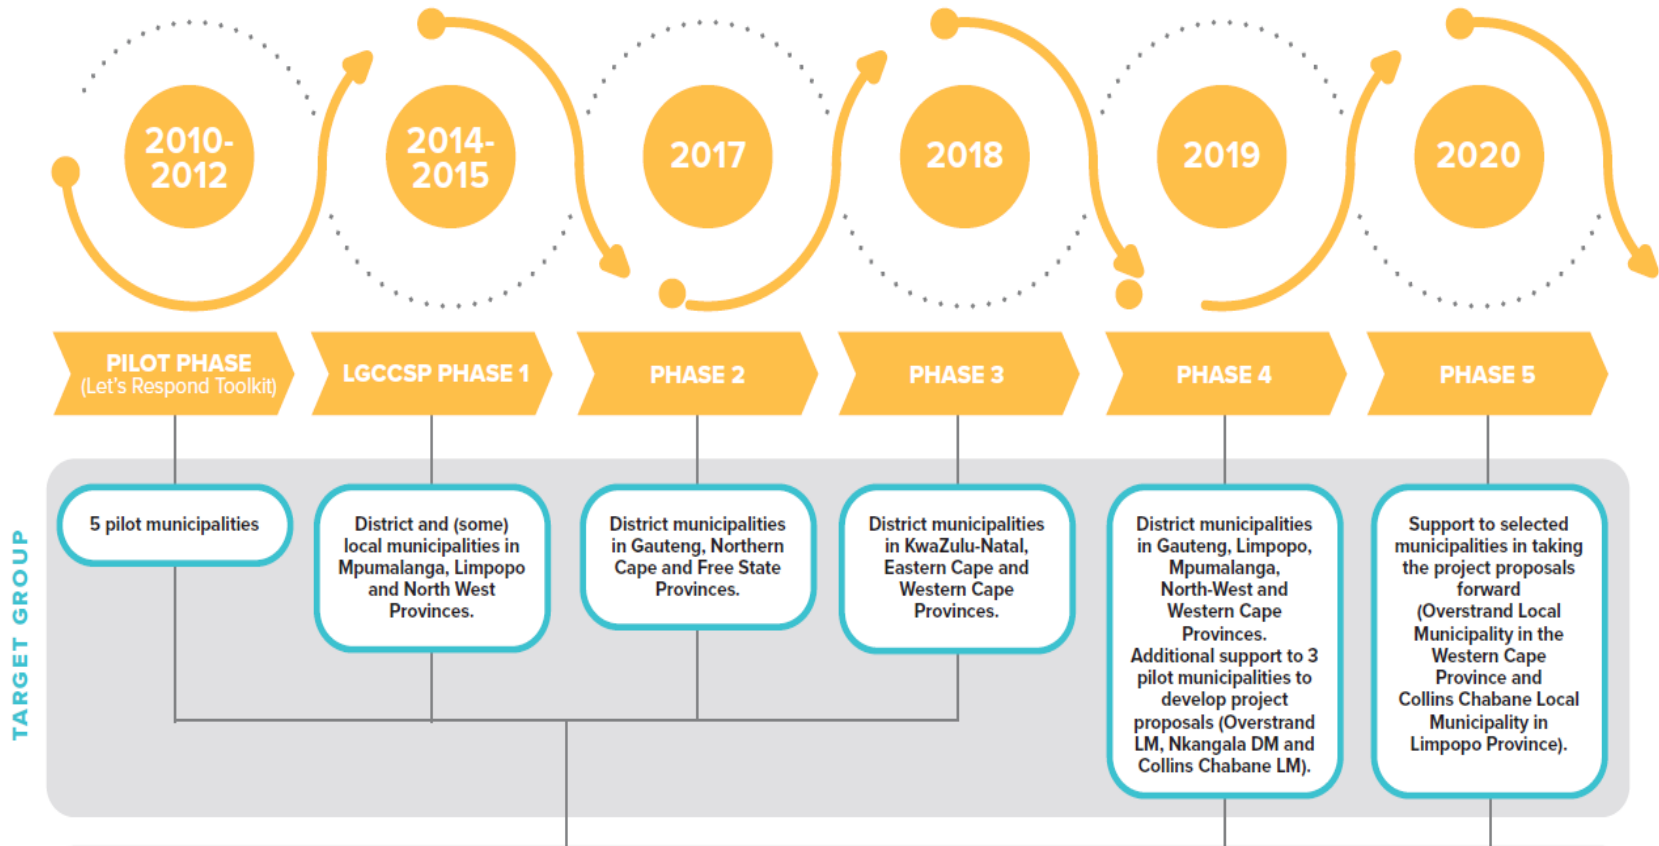 2010-
2012
2014-
2015
2017
2018
2019
2020
PILOT PHASE
(Let's Respond Toolkit)
LGCCSP PHASE 1
PHASE 2
PHASE 3
PHASE 4
PHASE 5
TARGET GROUP
5 pilot municipalities
District and (some)
local municipalities in
Mpumalanga, Limpopo
and North West
Provinces.
District municipalities
in Gauteng, Northern
Cape and Free State
Provinces.
District municipalities
in KwaZulu-Natal,
Eastern Cape and
Western Cape
Provinces.
District municipalities
in Gauteng, Limpopo,
Mpumalanga,
North-West and
Western Cape
Provinces.
Additional support to 3
pilot municipalities to
develop project
proposals (Overstrand
LM, Nkangala DM and
Collins Chabane LM).
Support to selected
municipalities in taking
the project proposals
forward
(Overstrand Local
Municipality in the
Western Cape
Province and
Collins Chabane Local
Municipality in
Limpopo Province).